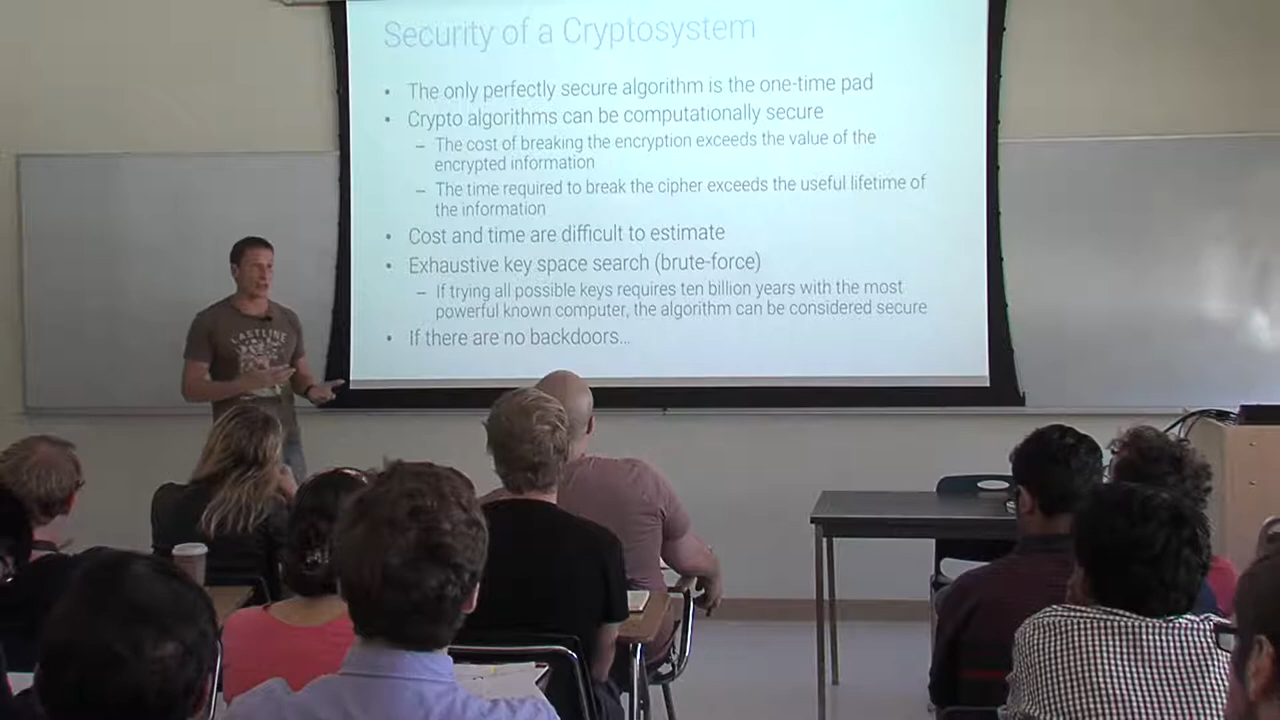 Security of a Cryptosystem
• The only perfectly secure algorithm is the one-time pad
• Crypto algorithms can be computationally secure
– The cost of breaking the encryption exceeds the value of the
encrypted information
– The time required to break the cipher exceeds the useful lifetime of
the information
• Cost and time are difficult to estimate
• Exhaustive key space search (brute-force)
– If trying all possible keys requires ten billion years with the most
powerful known computer, the algorithm can be considered secure
• If there are no backdoors…
LASTLINE